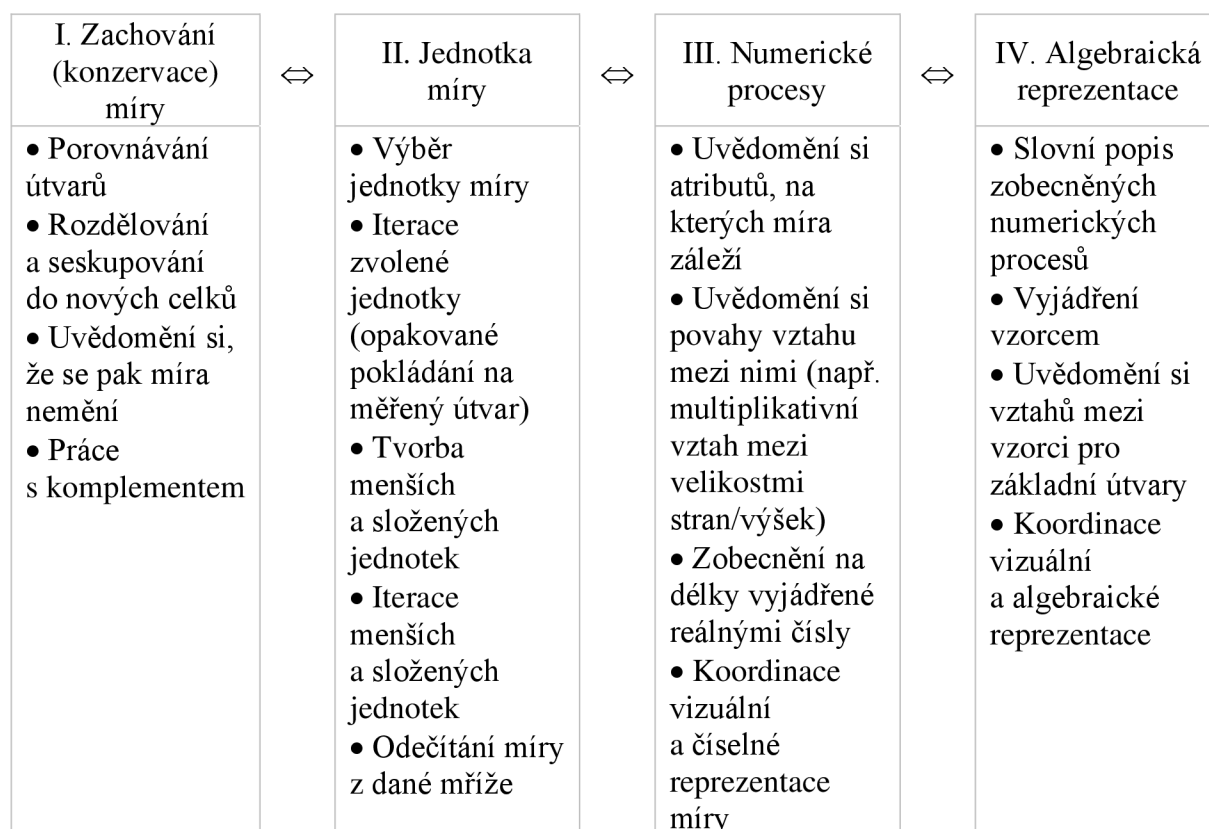 I. Zachování
(konzervace)
míry
⇔
II. Jednotka
míry
⇔
III. Numerické
procesy
⇔
IV. Algebraická
reprezentace
• Porovnávání
útvarů
• Rozdělování
a seskupování
do nových celků
• Uvědomění si,
že se pak míra
nemění
• Práce
s komplementem
• Výběr
jednotky míry
• Iterace
zvolené
jednotky
(opakované
pokládání na
měřený útvar)
• Tvorba
menších
a složených
jednotek
• Iterace
menších
a složených
jednotek
• Odečítání míry
z dané mříže
• Uvědomění si
atributů, na
kterých míra
záleží
• Uvědomění si
povahy vztahu
mezi nimi (např.
multiplikativní
vztah mezi
velikostmi
stran/výšek)
• Zobecnění na
délky vyjádřené
reálnými čísly
• Koordinace
vizuální
a číselné
reprezentace
míry
• Slovní popis
zobecněných
numerických
procesů
• Vyjádření
vzorcem
• Uvědomění si
vztahů mezi
vzorci pro
základní útvary
• Koordinace
vizuální
a algebraické
reprezentace